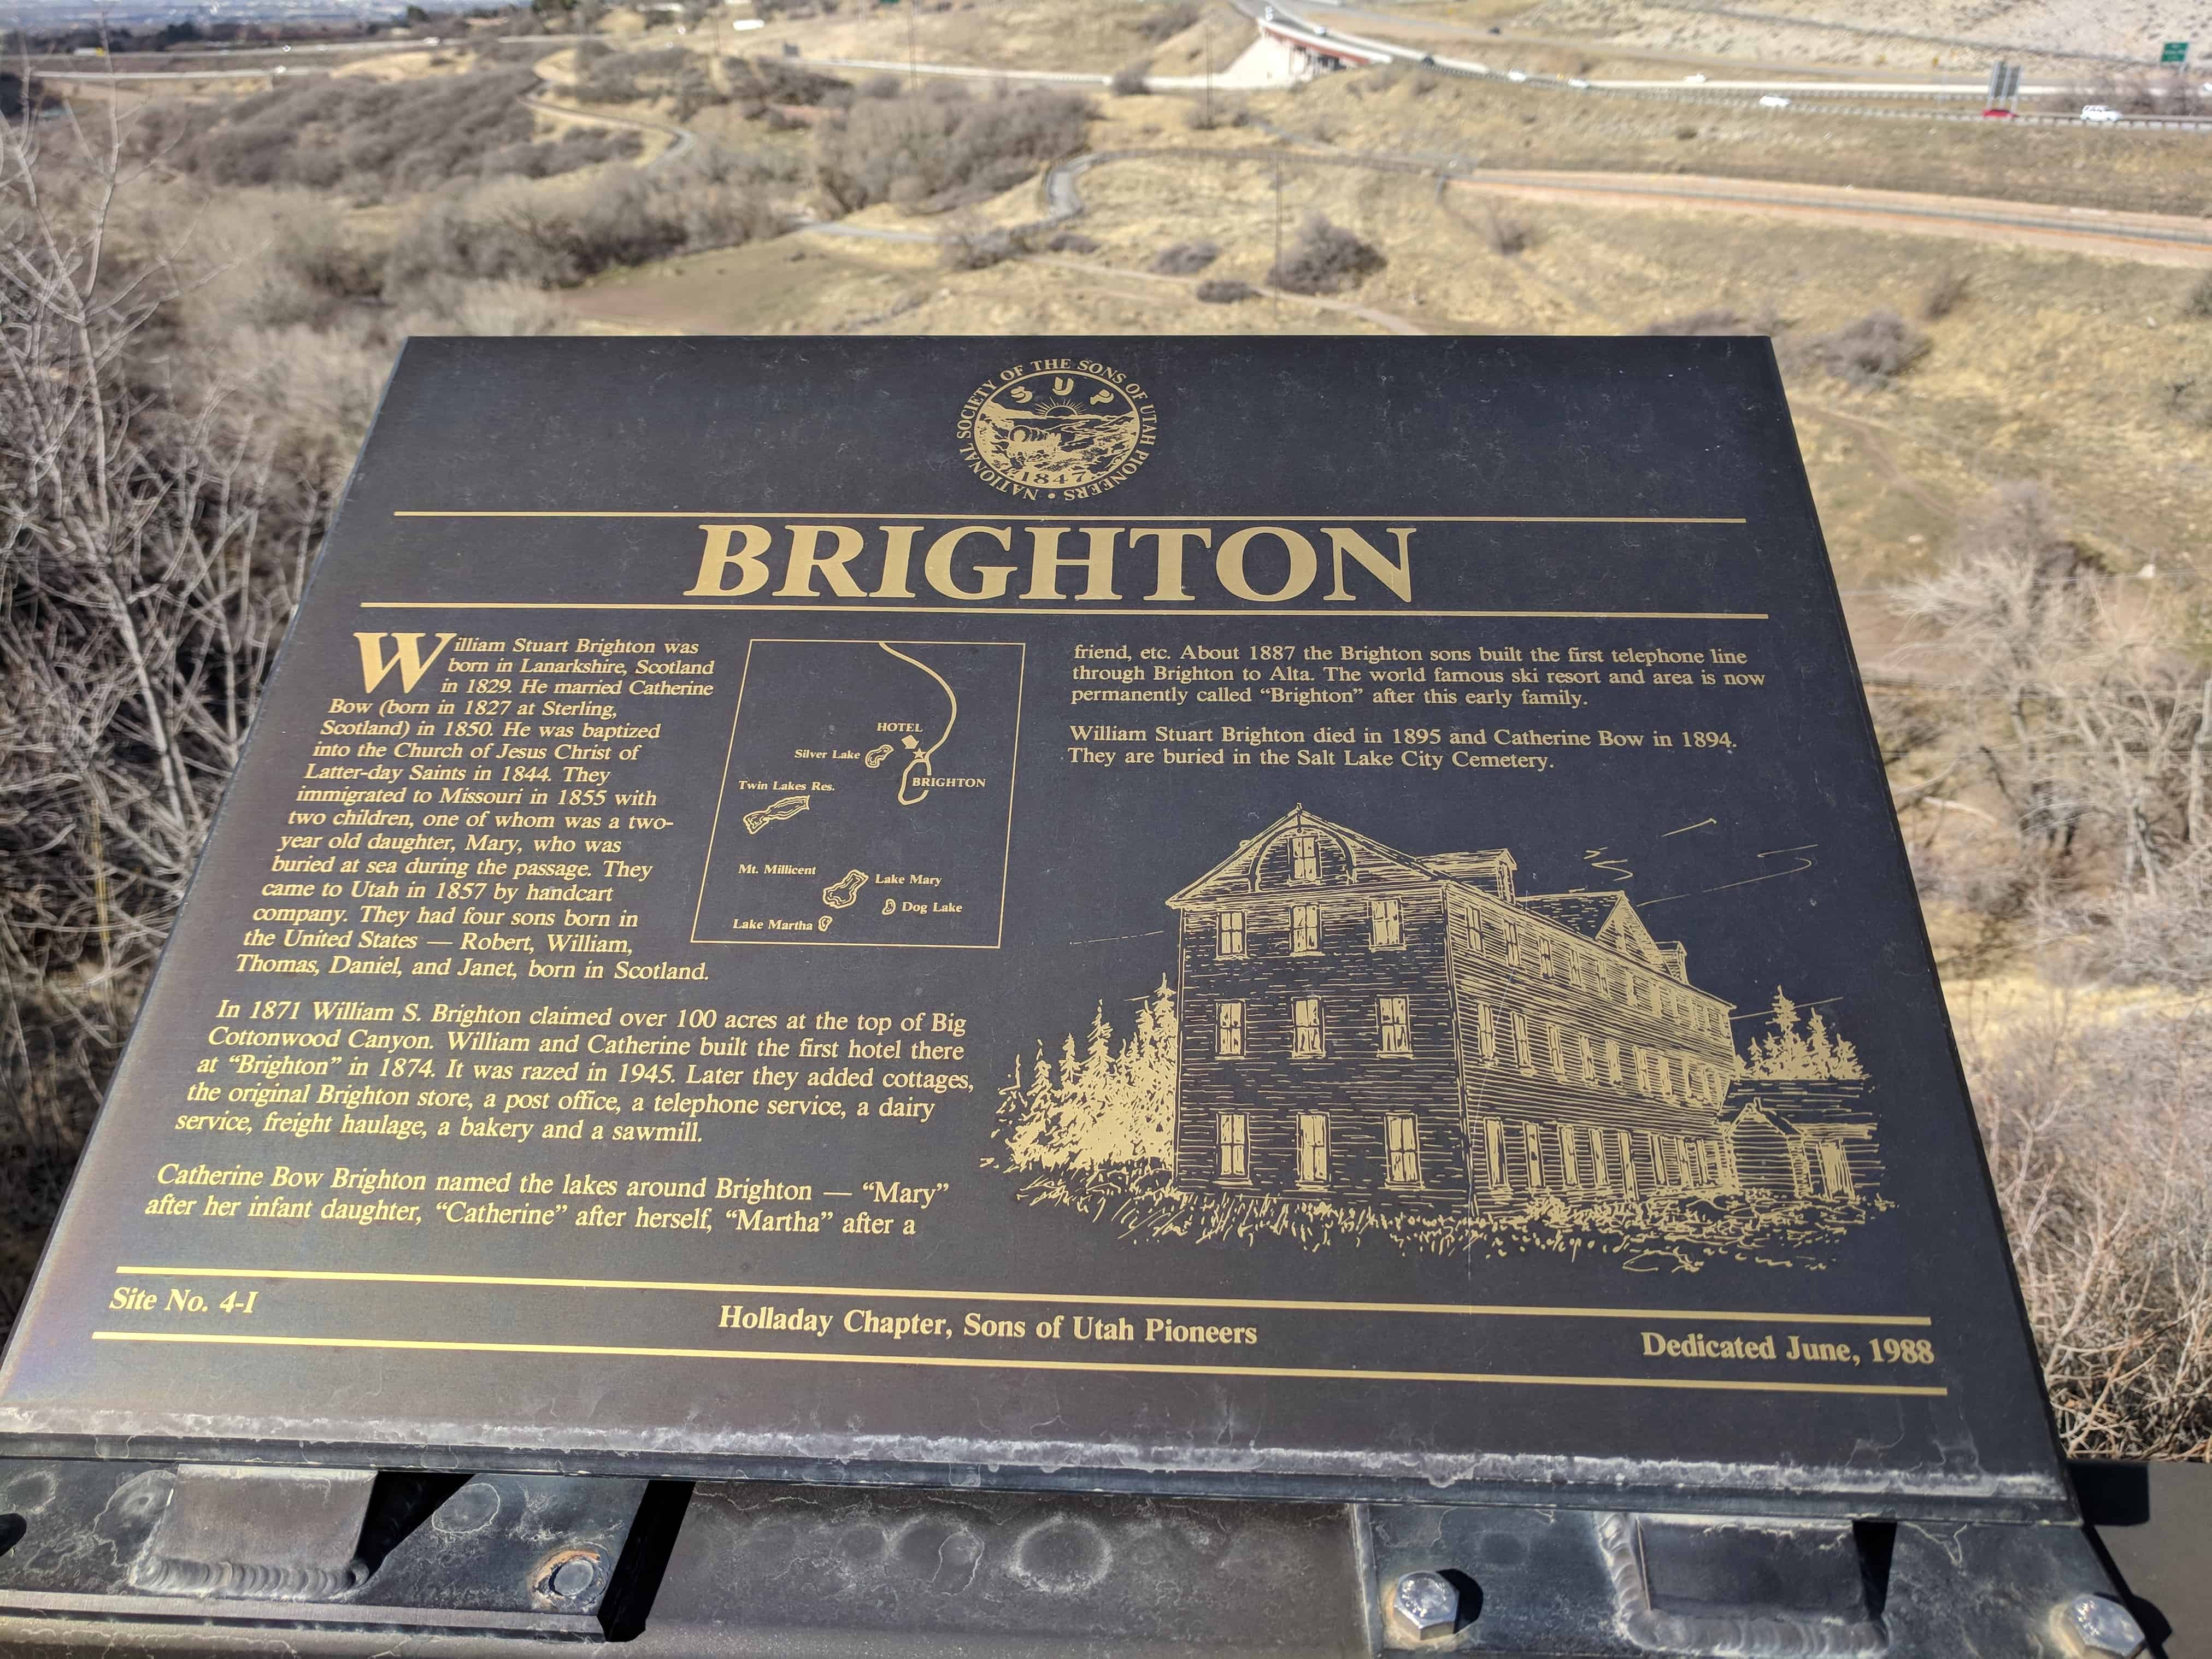 NATIONAL SOCIETY OF THE SONS OF UTAH PIONEERS •
S U P
1847
BRIGHTON
William Stuart Brighton was
born in Lanarkshire, Scotland
in 1829. He married Catherine
Bow (born in 1827 at Sterling,
Scotland) in 1850. He was baptized
into the Church of Jesus Christ of
Latter-day Saints in 1844. They
immigrated to Missouri in 1855 with
two children, one of whom was a two-
year old daughter, Mary, who was
buried at sea during the passage. They
came to Utah in 1857 by handcart
company. They had four sons born in
the United States — Robert, William,
Thomas, Daniel, and Janet, born in Scotland.
In 1871 William S. Brighton claimed over 100 acres at the top of Big
Cottonwood Canyon. William and Catherine built the first hotel there
at “Brighton” in 1874. It was razed in 1945. Later they added cottages,
the original Brighton store, a post office, a telephone service, a dairy
service, freight haulage, a bakery and a sawmill.
Catherine Bow Brighton named the lakes around Brighton — “Mary”
after her infant daughter, “Catherine” after herself, “Martha” after a
HOTEL
Silver Lake
BRIGHTON
Twin Lakes Res.
Mt. Millicent
Lake Mary
Dog Lake
Lake Martha
friend, etc. About 1887 the Brighton sons built the first telephone line
through Brighton to Alta. The world famous ski resort and area is now
permanently called “Brighton” after this early family.
William Stuart Brighton died in 1895 and Catherine Bow in 1894.
They are buried in the Salt Lake City Cemetery.
Site No. 4-I
Holladay Chapter, Sons of Utah Pioneers
Dedicated June, 1988